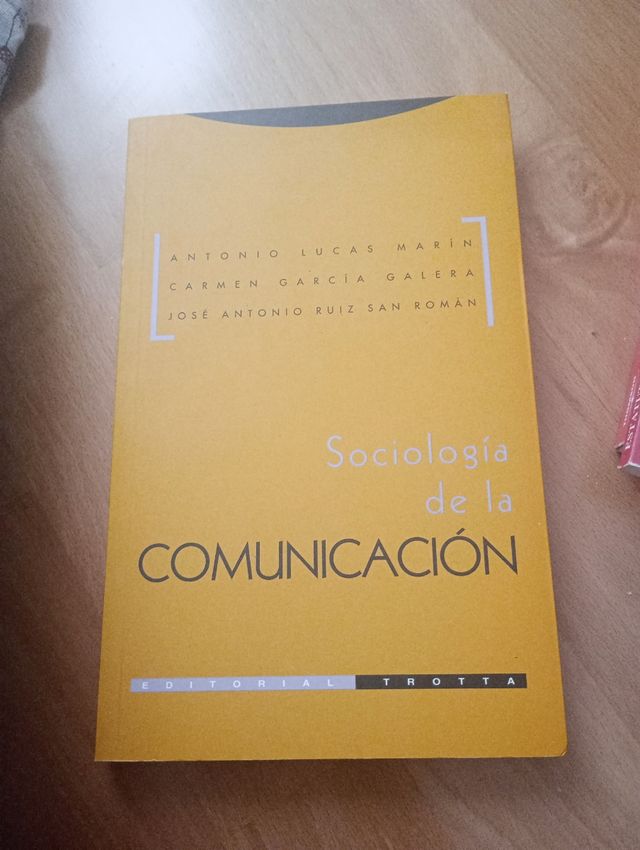 ANTONIO LUCAS MARÍN
CARMEN GARCÍA GALERA
JOSÉ ANTONIO RUIZ SAN ROMÁN
Sociología
de la
COMUNICACIÓN
EDITORIAL TROTTA